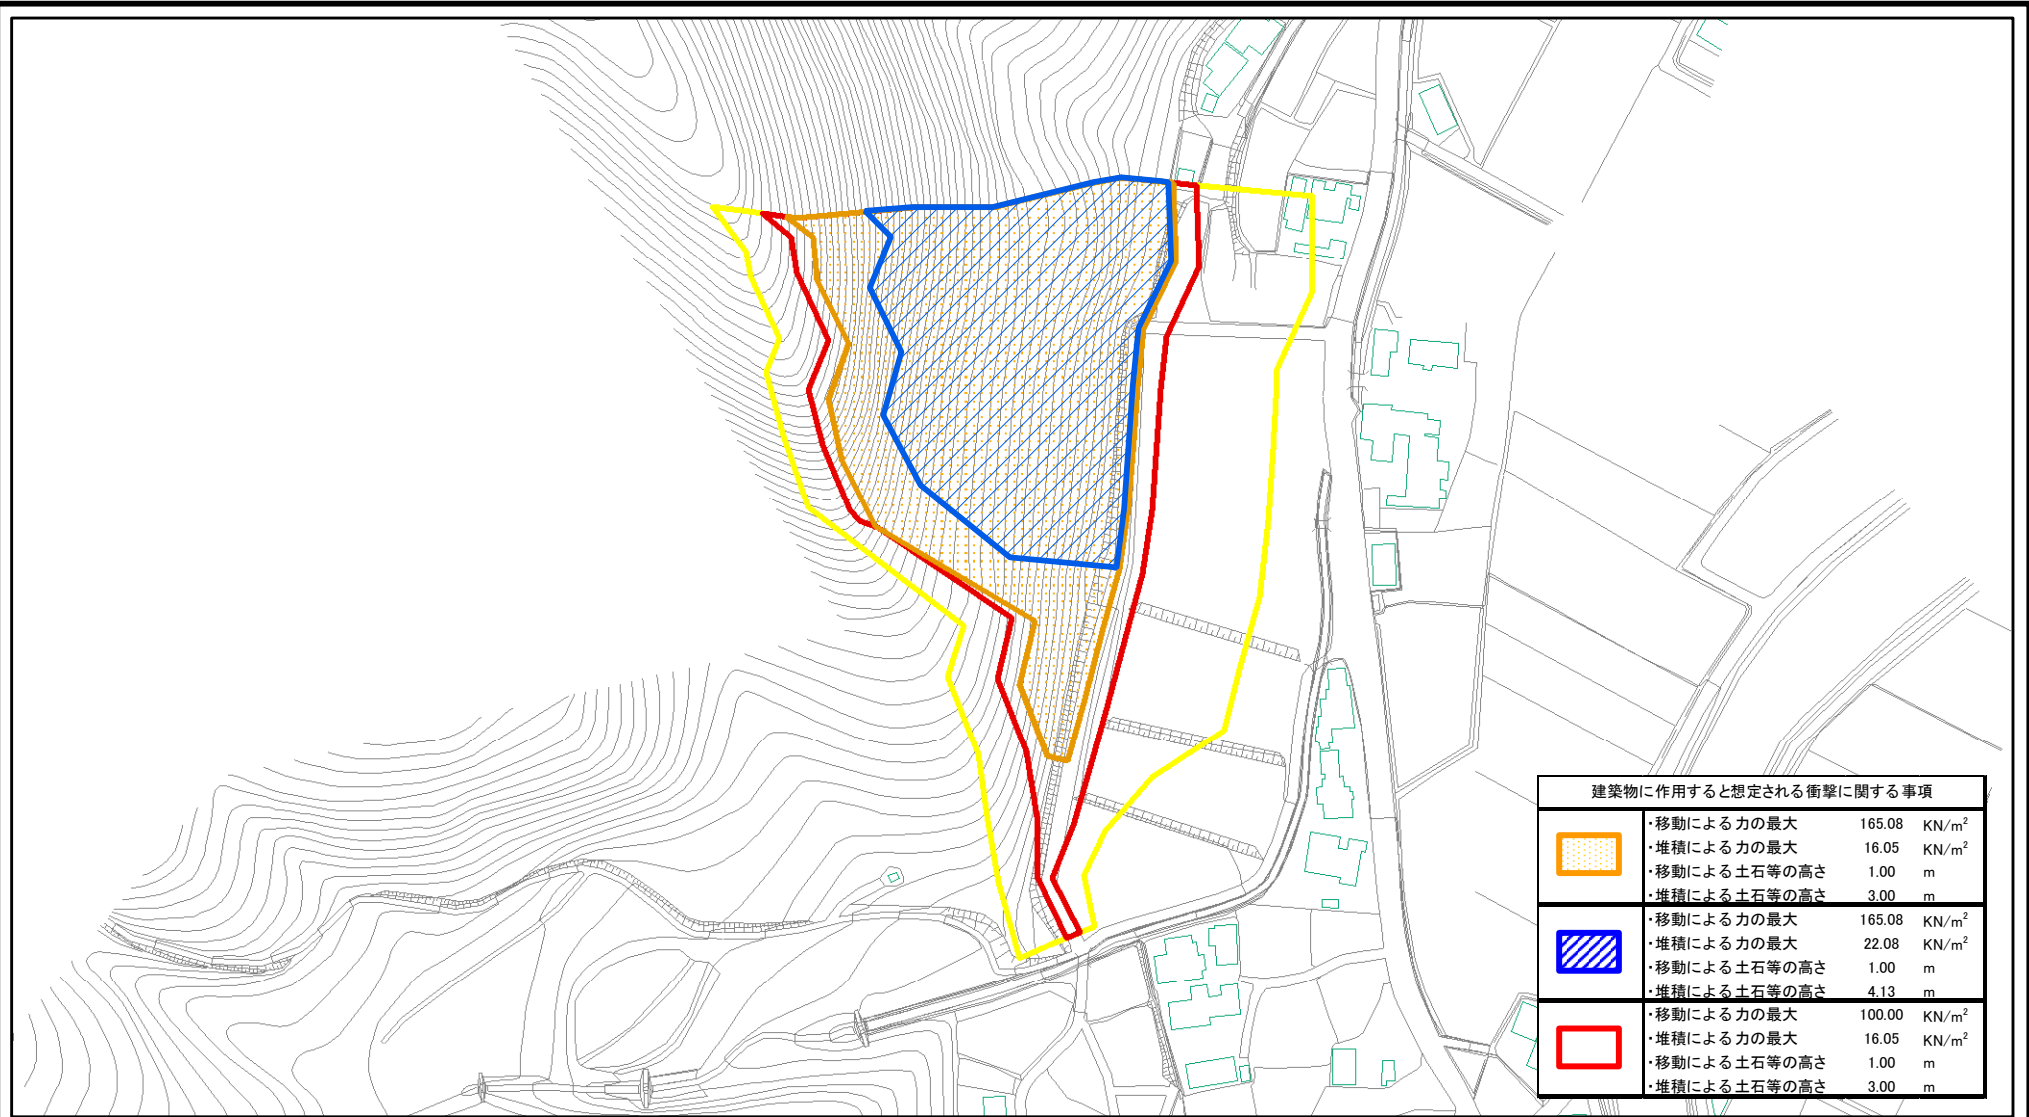 建築物に作用すると想定される衝撃に関する事項
・移動による力の最大 165.08 KN/m²
・堆積による力の最大 16.05 KN/m²
・移動による土石等の高さ 1.00 m
・堆積による土石等の高さ 3.00 m
・移動による力の最大 165.08 KN/m²
・堆積による力の最大 22.08 KN/m²
・移動による土石等の高さ 1.00 m
・堆積による土石等の高さ 4.13 m
・移動による力の最大 100.00 KN/m²
・堆積による力の最大 16.05 KN/m²
・移動による土石等の高さ 1.00 m
・堆積による土石等の高さ 3.00 m